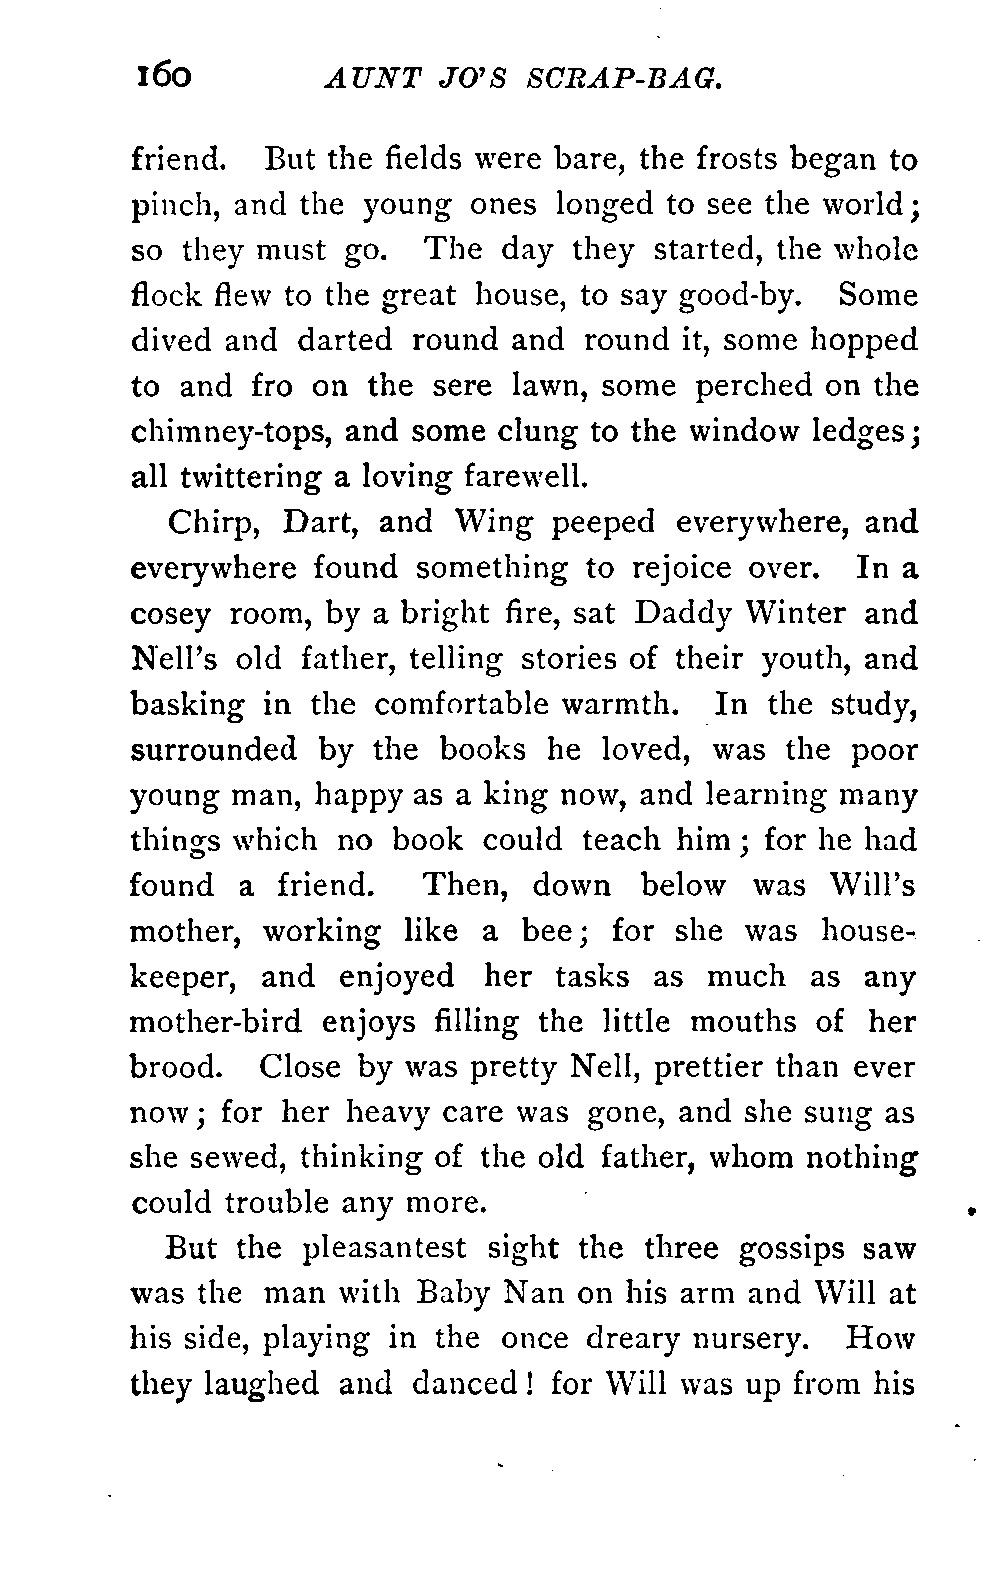 160 AUNT JO'S SCRAP-BAG.
friend. But the fields were bare, the frosts began to
pinch, and the young ones longed to see the world;
so they must go. The day they started, the whole
flock flew to the great house, to say good-by. Some
dived and darted round and round it, some hopped
to and fro on the sere lawn, some perched on the
chimney-tops, and some clung to the window ledges;
all twittering a loving farewell.
Chirp, Dart, and Wing peeped everywhere, and
everywhere found something to rejoice over. In a
cosey room, by a bright fire, sat Daddy Winter and
Nell's old father, telling stories of their youth, and
basking in the comfortable warmth. In the study,
surrounded by the books he loved, was the poor
young man, happy as a king now, and learning many
things which no book could teach him; for he had
found a friend. Then, down below was Will's
mother, working like a bee; for she was house-
keeper, and enjoyed her tasks as much as any
mother-bird enjoys filling the little mouths of her
brood. Close by was pretty Nell, prettier than ever
now; for her heavy care was gone, and she sung as
she sewed, thinking of the old father, whom nothing
could trouble any more.
But the pleasantest sight the three gossips saw
was the man with Baby Nan on his arm and Will at
his side, playing in the once dreary nursery. How
they laughed and danced! for Will was up from his